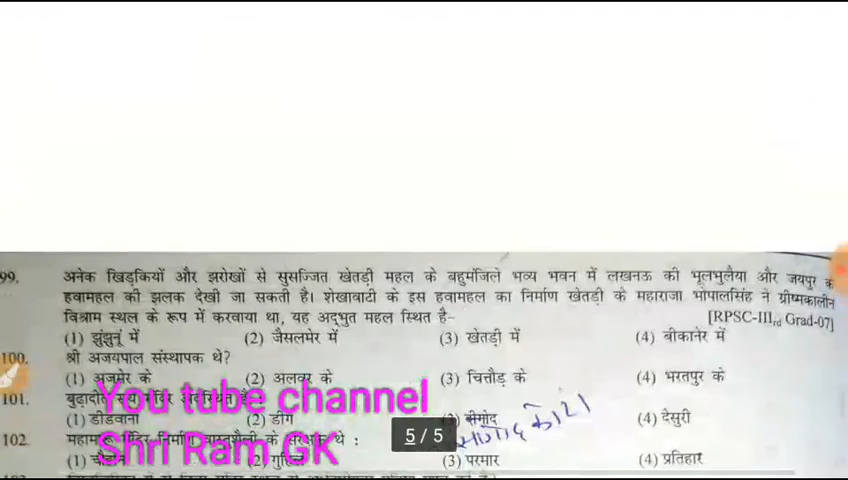 99. अनेक खिड़कियों और झरोखों से सुसज्जित खेतड़ी महल के बहुमंजिले भव्य भवन में लखनऊ की भूलभुलैया और जयपुर के
हवामहल की झलक देखी जा सकती है। शेखावाटी के इस हवामहल का निर्माण खेतड़ी के महाराजा भोपालसिंह ने ग्रीष्मकालीन
विश्राम स्थल के रूप में करवाया था, यह अद्भुत महल स्थित है– [RPSC-IIIrd Grad-07]
(1) झुंझुनूं में (2) जैसलमेर में (3) खेतड़ी में (4) बीकानेर में
100. श्री अजयपाल संस्थापक थे?
(1) अजमेर के (2) अलवर के (3) चित्तौड़ के (4) भरतपुर के
101. मंदिर
(1) डीडवाना (2) डीग (3) (4) देसूरी
कोटा
You tube channel
102. निर्माण वास्तुशैली के थे :
(1) (2) (3) परमार (4) प्रतिहार
Shri Ram GK
5 / 5